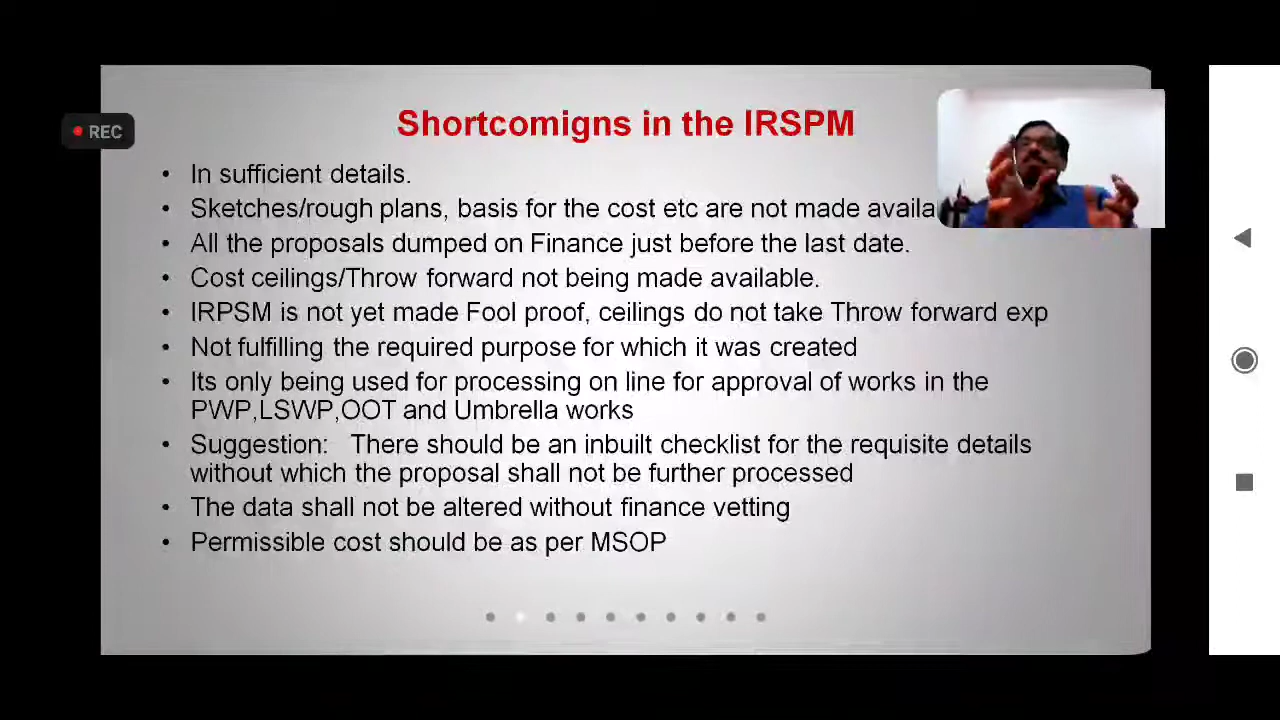 REC
Shortcomigns in the IRSPM
• In sufficient details.
• Sketches/rough plans, basis for the cost etc are not made
• All the proposals dumped on Finance just before the last date.
• Cost ceilings/Throw forward not being made available.
• IRPSM is not yet made Fool proof, ceilings do not take Throw forward exp
• Not fulfilling the required purpose for which it was created
• Its only being used for processing on line for approval of works in the
PWP,LSWP,OOT and Umbrella works
• Suggestion: There should be an inbuilt checklist for the requisite details
without which the proposal shall not be further processed
• The data shall not be altered without finance vetting
• Permissible cost should be as per MSOP